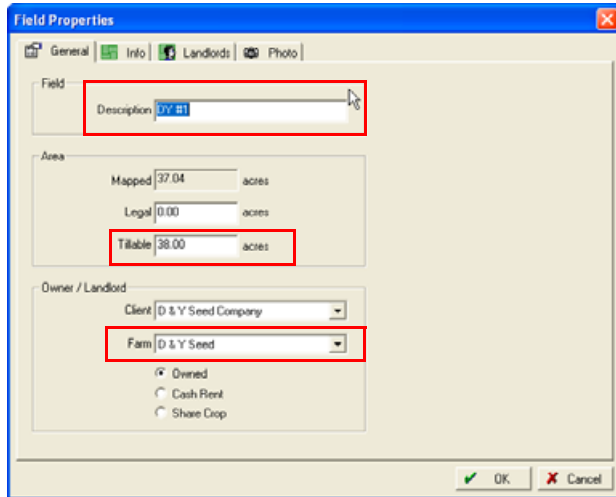 Field Properties
General Info Landlords Photo
Field
Description DY #1
Area
Mapped 37.04 acres
Legal 0.00 acres
Tillable 38.00 acres
Owner / Landlord
Client D & Y Seed Company
Farm D & Y Seed
Owned
Cash Rent
Share Crop
OK Cancel